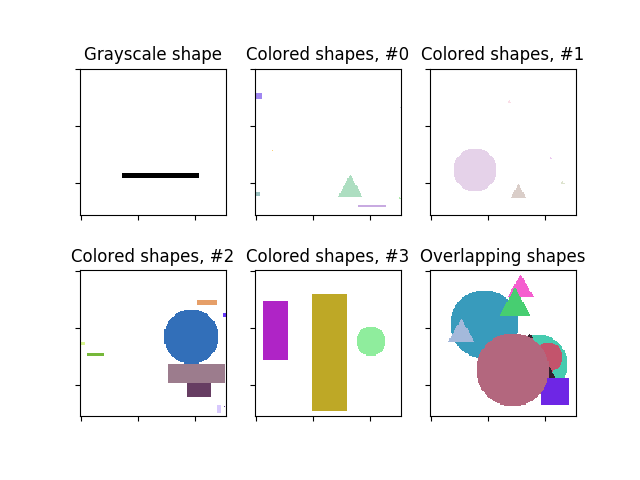 Grayscale shape
Colored shapes, #0
Colored shapes, #1
Colored shapes, #2
Colored shapes, #3
Overlapping shapes